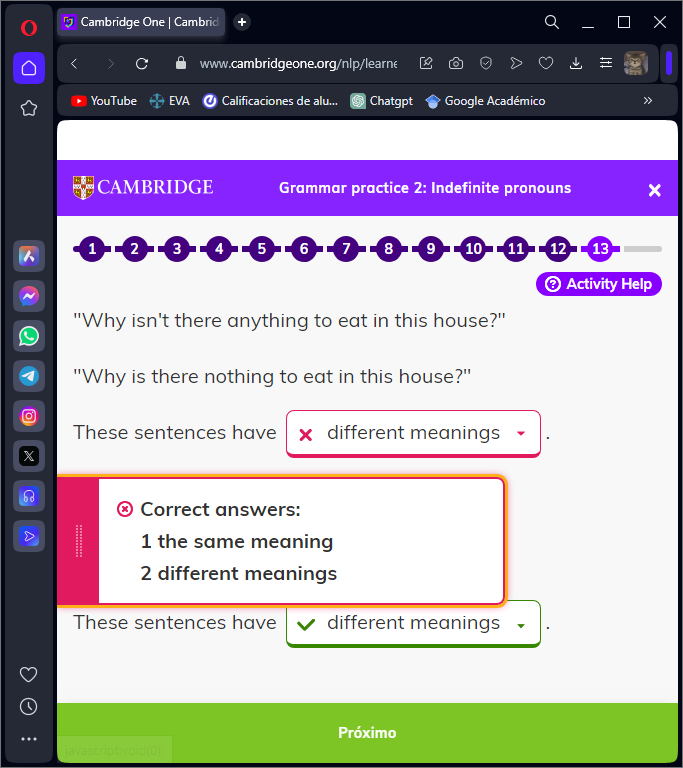 Cambridge One | Cambrid
www.cambridgeone.org/nlp/learne
YouTube EVA Calificaciones de alu... Chatgpt Google Académico »
CAMBRIDGE Grammar practice 2: Indefinite pronouns
1 2 3 4 5 6 7 8 9 10 11 12 13
Activity Help
"Why isn't there anything to eat in this house?"
"Why is there nothing to eat in this house?"
These sentences have different meanings .
Correct answers:
1 the same meaning
2 different meanings
These sentences have different meanings .
Próximo
javascript:void(0)